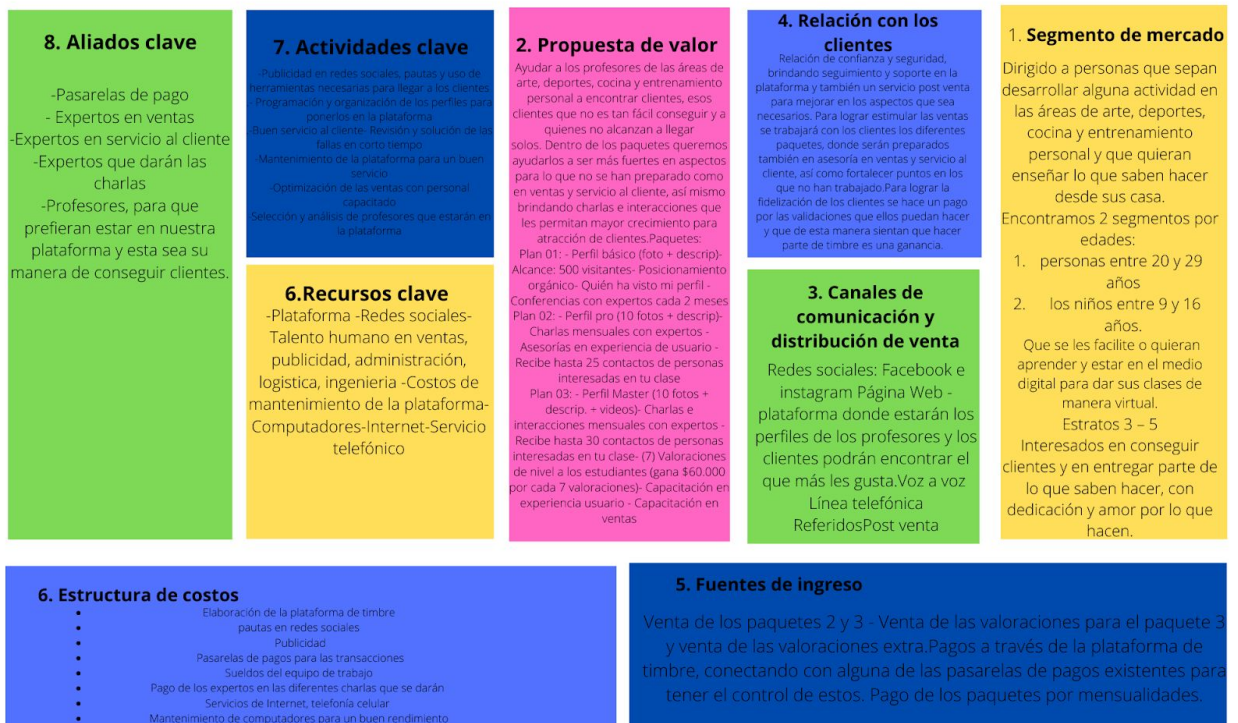 8. Aliados clave
-Pasarelas de pago
- Expertos en ventas
-Expertos en servicio al cliente
-Expertos que darán las
charlas
-Profesores, para que
prefieran estar en nuestra
plataforma y esta sea su
manera de conseguir clientes.
7. Actividades clave
-Publicidad en redes sociales, pautas y uso de
herramientas necesarias para llegar a los clientes
- Programación y organización de los perfiles para
ponerlos en la plataforma
-Buen servicio al cliente- Revisión y solución de las
fallas en corto tiempo
-Mantenimiento de la plataforma para un buen
servicio
-Optimización de las ventas con personal
capacitado
-Selección y análisis de profesores que estarán en
la plataforma
6.Recursos clave
-Plataforma -Redes sociales-
Talento humano en ventas,
publicidad, administración,
logistica, ingenieria -Costos de
mantenimiento de la plataforma-
Computadores-Internet-Servicio
telefónico
2. Propuesta de valor
Ayudar a los profesores de las áreas de
arte, deportes, cocina y entrenamiento
personal a encontrar clientes, esos
clientes que no es tan fácil conseguir y a
quienes no alcanzan a llegar
solos. Dentro de los paquetes queremos
ayudarlos a ser más fuertes en aspectos
para lo que no se han preparado como
en ventas y servicio al cliente, así mismo
brindando charlas e interacciones que
les permitan mayor crecimiento para
atracción de clientes.Paquetes:
Plan 01: - Perfil básico (foto + descrip)-
Alcance: 500 visitantes- Posicionamiento
orgánico- Quién ha visto mi perfil -
Conferencias con expertos cada 2 meses
Plan 02: - Perfil pro (10 fotos + descrip)-
Charlas mensuales con expertos -
Asesorías en experiencia de usuario -
Recibe hasta 25 contactos de personas
interesadas en tu clase
Plan 03: - Perfil Master (10 fotos +
descrip. + videos)- Charlas e
interacciones mensuales con expertos -
Recibe hasta 30 contactos de personas
interesadas en tu clase- (7) Valoraciones
de nivel a los estudiantes (gana $60.000
por cada 7 valoraciones)- Capacitación en
experiencia usuario - Capacitación en
ventas
4. Relación con los
clientes
Relación de confianza y seguridad,
brindando seguimiento y soporte en la
plataforma y también un servicio post venta
para mejorar en los aspectos que sea
necesarios. Para lograr estimular las ventas
se trabajará con los clientes los diferentes
paquetes, donde serán preparados
también en asesoría en ventas y servicio al
cliente, así como fortalecer puntos en los
que no han trabajado.Para lograr la
fidelización de los clientes se hace un pago
por las validaciones que ellos puedan hacer
y que de esta manera sientan que hacer
parte de timbre es una ganancia.
3. Canales de
comunicación y
distribución de venta
Redes sociales: Facebook e
instagram Página Web -
plataforma donde estarán los
perfiles de los profesores y los
clientes podrán encontrar el
que más les gusta.Voz a voz
Línea telefónica
ReferidosPost venta
1. Segmento de mercado
Dirigido a personas que sepan
desarrollar alguna actividad en
las áreas de arte, deportes,
cocina y entrenamiento
personal y que quieran
enseñar lo que saben hacer
desde sus casa.
Encontramos 2 segmentos por
edades:
1. personas entre 20 y 29
años
2. los niños entre 9 y 16
años.
Que se les facilite o quieran
aprender y estar en el medio
digital para dar sus clases de
manera virtual.
Estratos 3 – 5
Interesados en conseguir
clientes y en entregar parte de
lo que saben hacer, con
dedicación y amor por lo que
hacen.
6. Estructura de costos
• Elaboración de la plataforma de timbre
• pautas en redes sociales
• Publicidad
• Pasarelas de pagos para las transacciones
• Sueldos del equipo de trabajo
• Pago de los expertos en las diferentes charlas que se darán
• Servicios de Internet, telefonía celular
• Mantenimiento de computadores para un buen rendimiento
5. Fuentes de ingreso
Venta de los paquetes 2 y 3 - Venta de las valoraciones para el paquete 3
y venta de las valoraciones extra.Pagos a través de la plataforma de
timbre, conectando con alguna de las pasarelas de pagos existentes para
tener el control de estos. Pago de los paquetes por mensualidades.